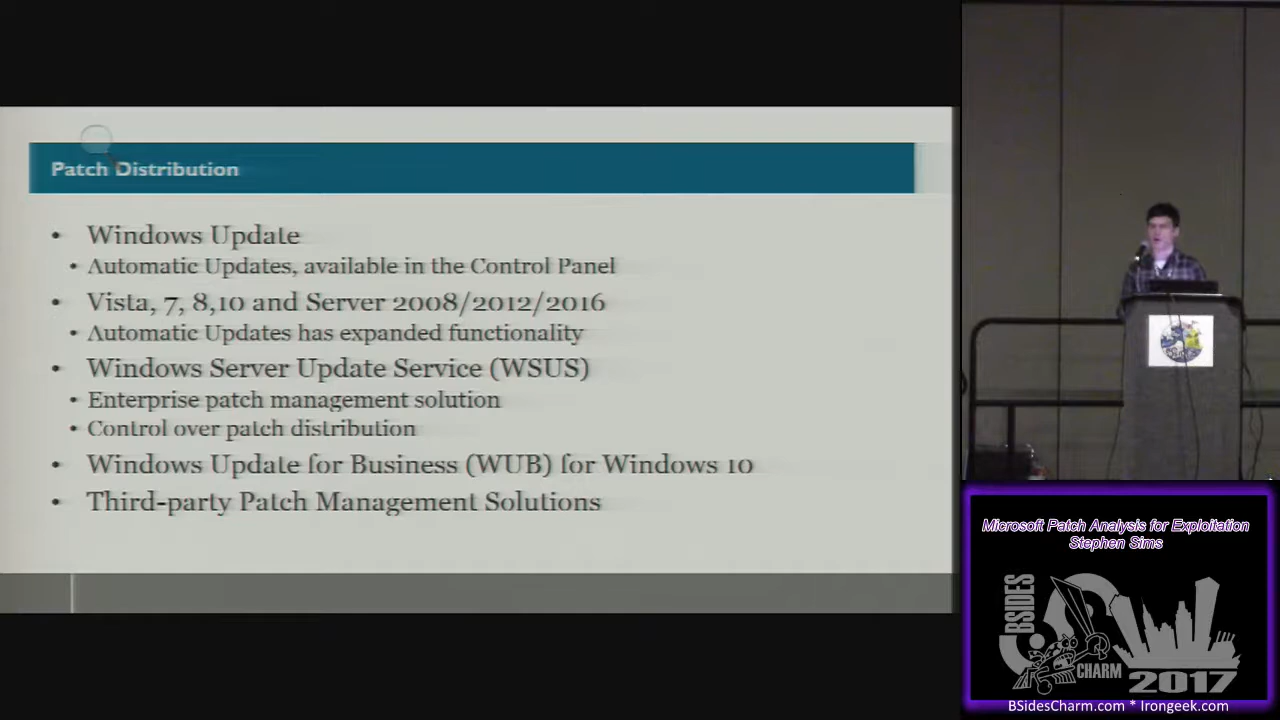 Patch Distribution
• Windows Update
• Automatic Updates, available in the Control Panel
• Vista, 7, 8,10 and Server 2008/2012/2016
• Automatic Updates has expanded functionality
• Windows Server Update Service (WSUS)
• Enterprise patch management solution
• Control over patch distribution
• Windows Update for Business (WUB) for Windows 10
• Third-party Patch Management Solutions
Microsoft Patch Analysis for Exploitation
Stephen Sims
BSIDES
CHARM
2017
BSidesCharm.com * Irongeek.com